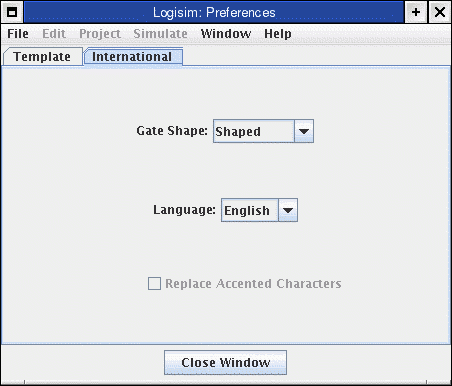 Logisim: Preferences
File Edit Project Simulate Window Help
Template International
Gate Shape: Shaped
Language: English
Replace Accented Characters
Close Window